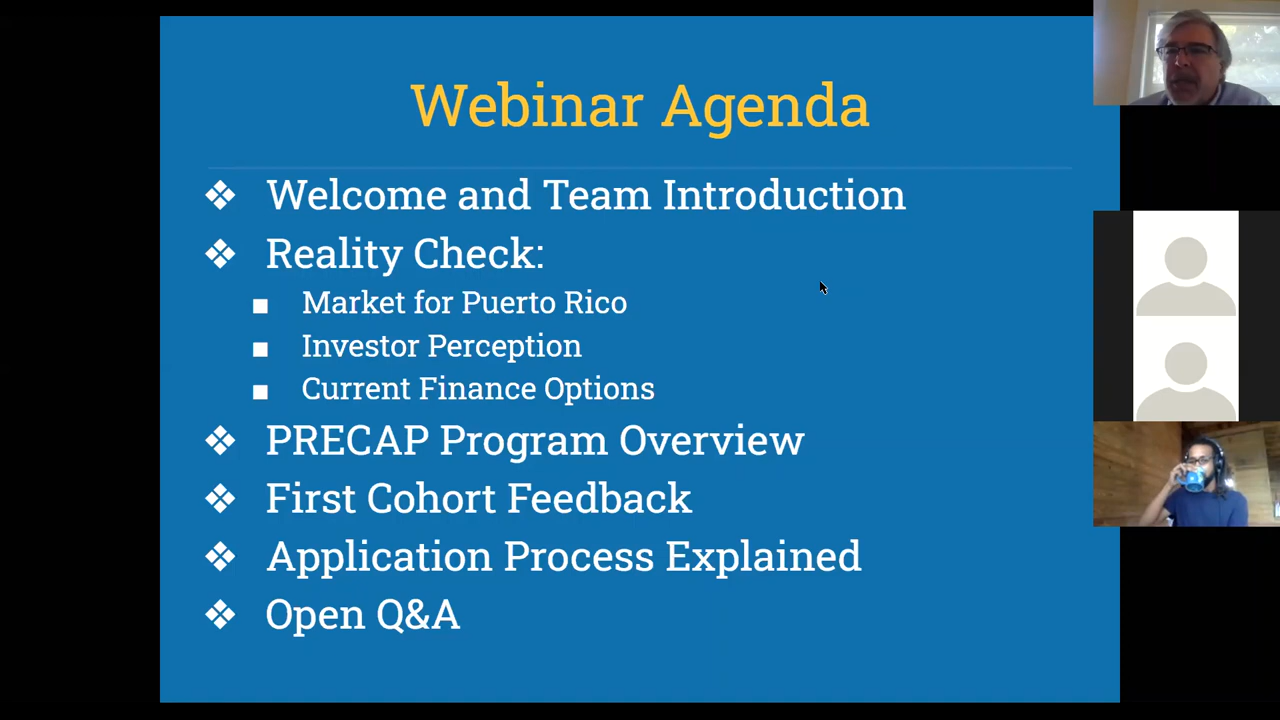 Webinar Agenda
❖ Welcome and Team Introduction
❖ Reality Check:
■ Market for Puerto Rico
■ Investor Perception
■ Current Finance Options
❖ PRECAP Program Overview
❖ First Cohort Feedback
❖ Application Process Explained
❖ Open Q&A